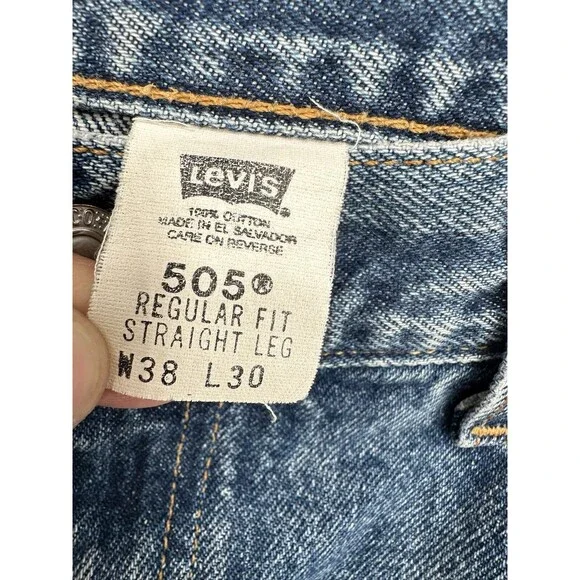 Levi's
100% COTTON
MADE IN EL SALVADOR
CARE ON REVERSE
505®
REGULAR FIT
STRAIGHT LEG
W38 L30